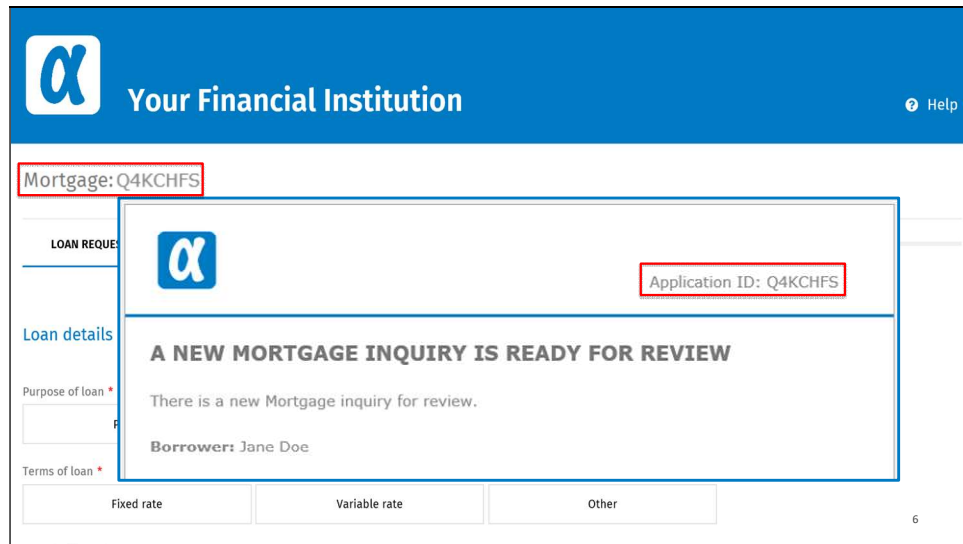 α
Your Financial Institution
Help
Mortgage: Q4KCHFS
LOAN REQUE
α
Application ID: Q4KCHFS
Loan details
A NEW MORTGAGE INQUIRY IS READY FOR REVIEW
Purpose of loan *
There is a new Mortgage inquiry for review.
Borrower: Jane Doe
Terms of loan *
Fixed rate
Variable rate
Other
6